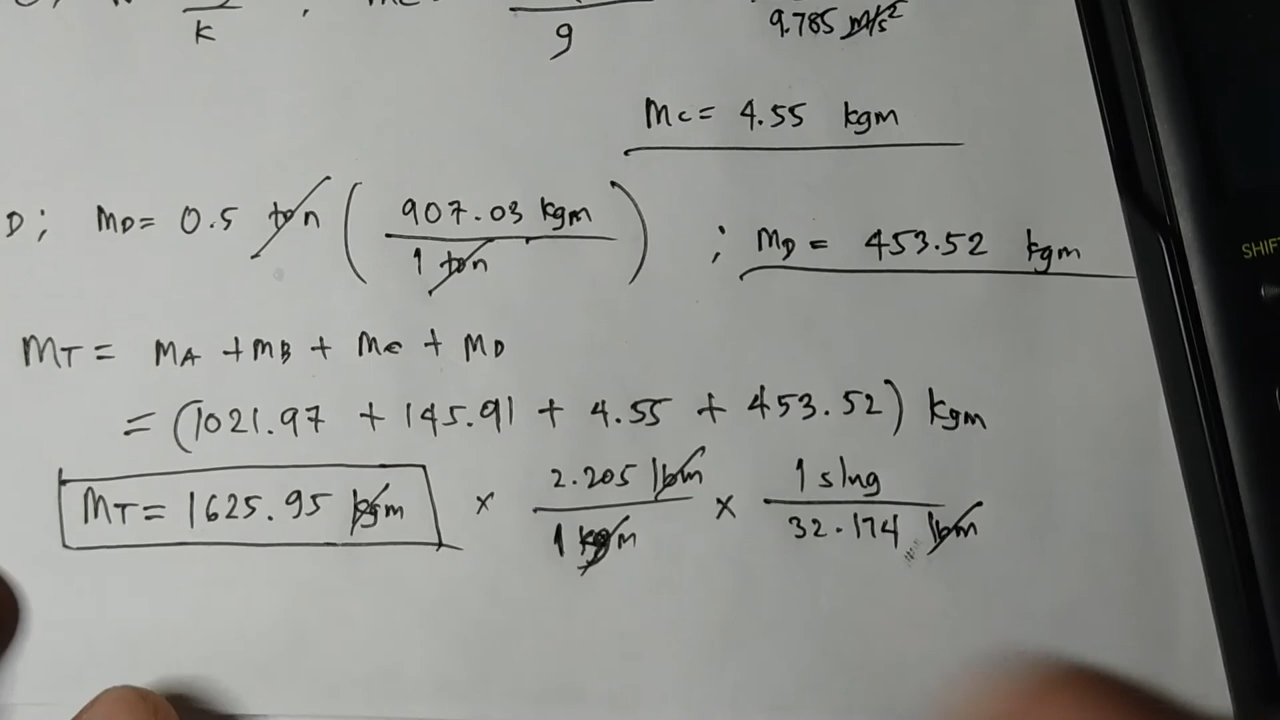 k g 9.785 m/s²
mc = 4.55 kgm
D; mD = 0.5 ton ( 907.03 kgm / 1 ton ) ; mD = 453.52 kgm
mT = mA + mB + mc + mD
= (1021.97 + 145.91 + 4.55 + 453.52) kgm
mT = 1625.95 kgm × 2.205 lbm / 1 kgm × 1 slug / 32.174 lbm
SHIF